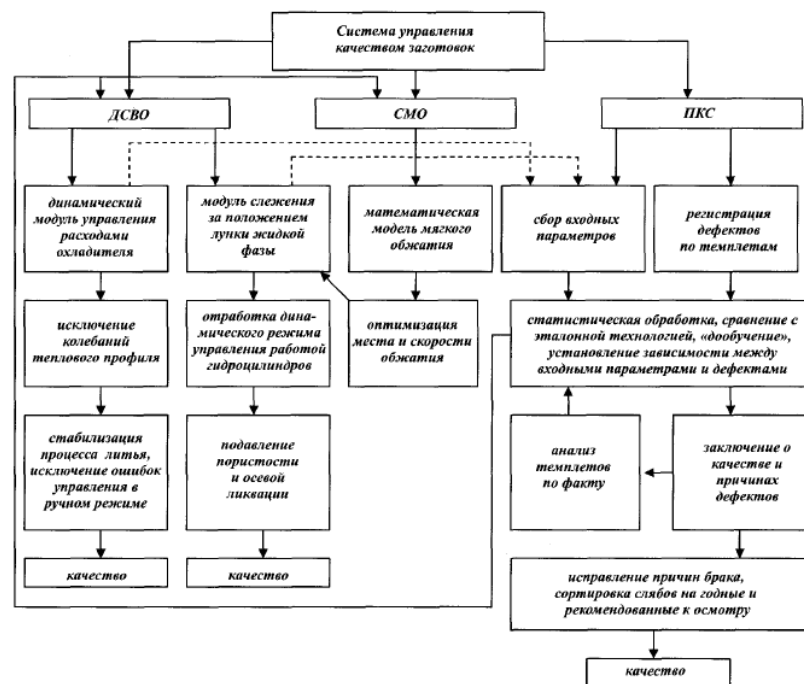 Система управления
качеством заготовок
ДСВО
СМО
ПКС
динамический
модуль управления
расходами
охладителя
модуль слежения
за положением
лунки жидкой
фазы
математическая
модель мягкого
обжатия
сбор входных
параметров
регистрация
дефектов
по темплетам
исключение
колебаний
теплового профиля
отработка дина-
мического режима
управления работой
гидроцилиндров
оптимизация
места и скорости
обжатия
статистическая обработка, сравнение с
эталонной технологией, «дообучение»,
установление зависимости между
входными параметрами и дефектами
стабилизация
процесса литья,
исключение ошибок
управления в
ручном режиме
подавление
пористости
и осевой
ликвации
анализ
темплетов
по факту
заключение о
качестве и
причинах
дефектов
качество
качество
исправление причин брака,
сортировка слябов на годные и
рекомендованные к осмотру
качество